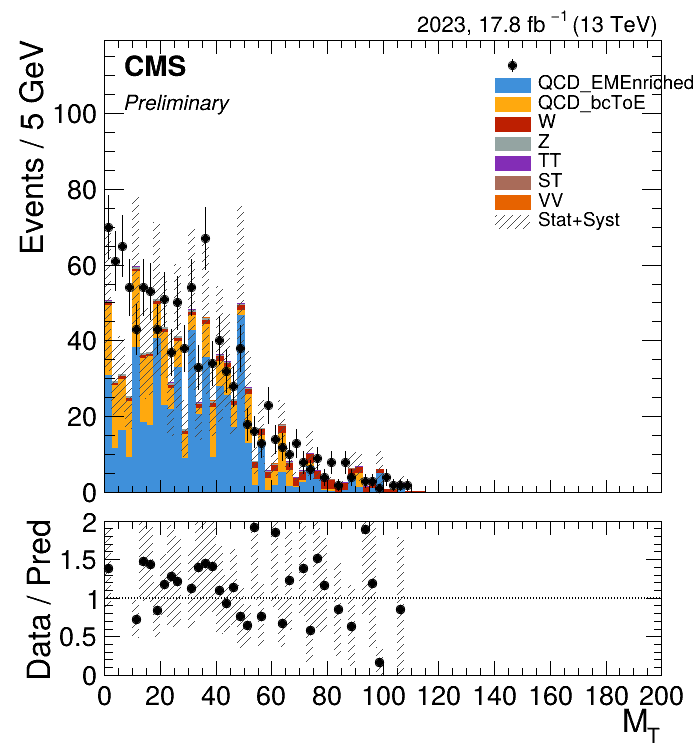 2023, 17.8 fb⁻¹ (13 TeV)
CMS
Preliminary
QCD_EMEnriched
QCD_bcToE
W
Z
TT
ST
VV
Stat+Syst
Events / 5 GeV
100
80
60
40
20
0
Data / Pred
2
1.5
1
0.5
0
0 20 40 60 80 100 120 140 160 180 200
M_T